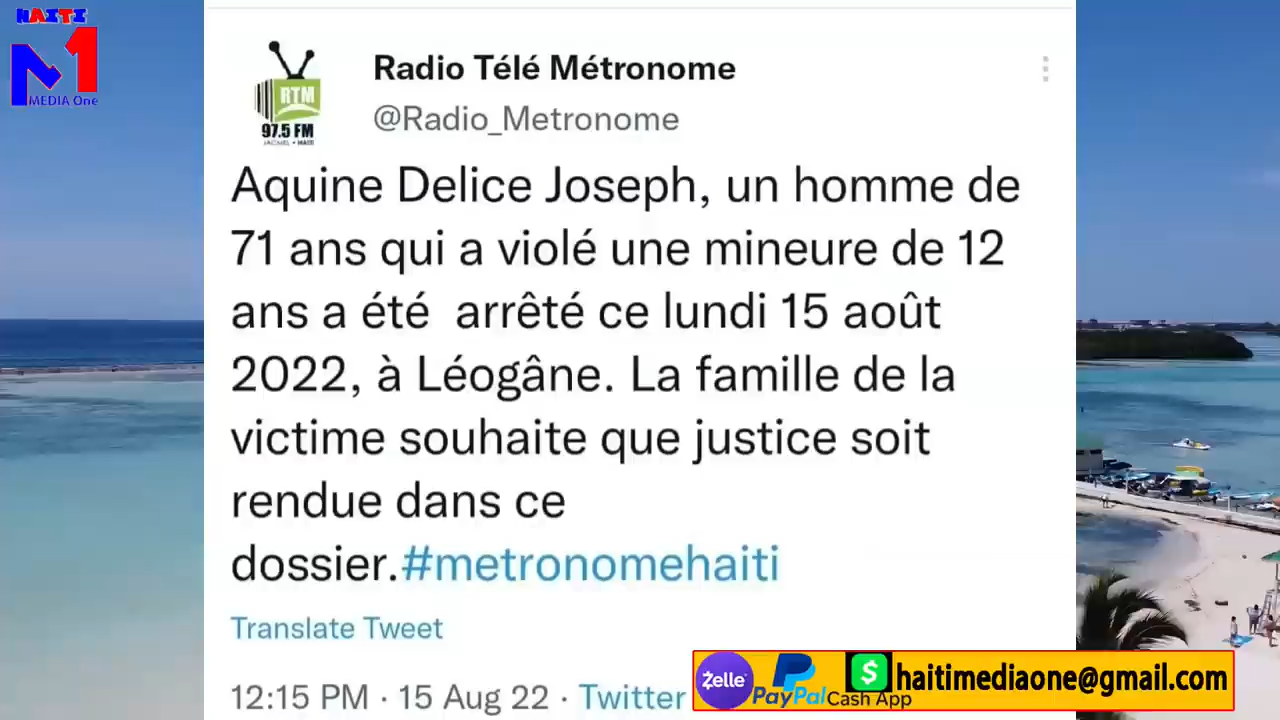 HAITI
M1
MEDIA One
Radio Télé Métronome
RTM
97.5 FM
JACMEL • HAITI
@Radio_Metronome
Aquine Delice Joseph, un homme de
71 ans qui a violé une mineure de 12
ans a été  arrêté ce lundi 15 août
2022, à Léogâne. La famille de la
victime souhaite que justice soit
rendue dans ce
dossier.#metronomehaiti
Translate Tweet
12:15 PM · 15 Aug 22 · Twitter
Zelle
PayPal
$
Cash App
haitimediaone@gmail.com